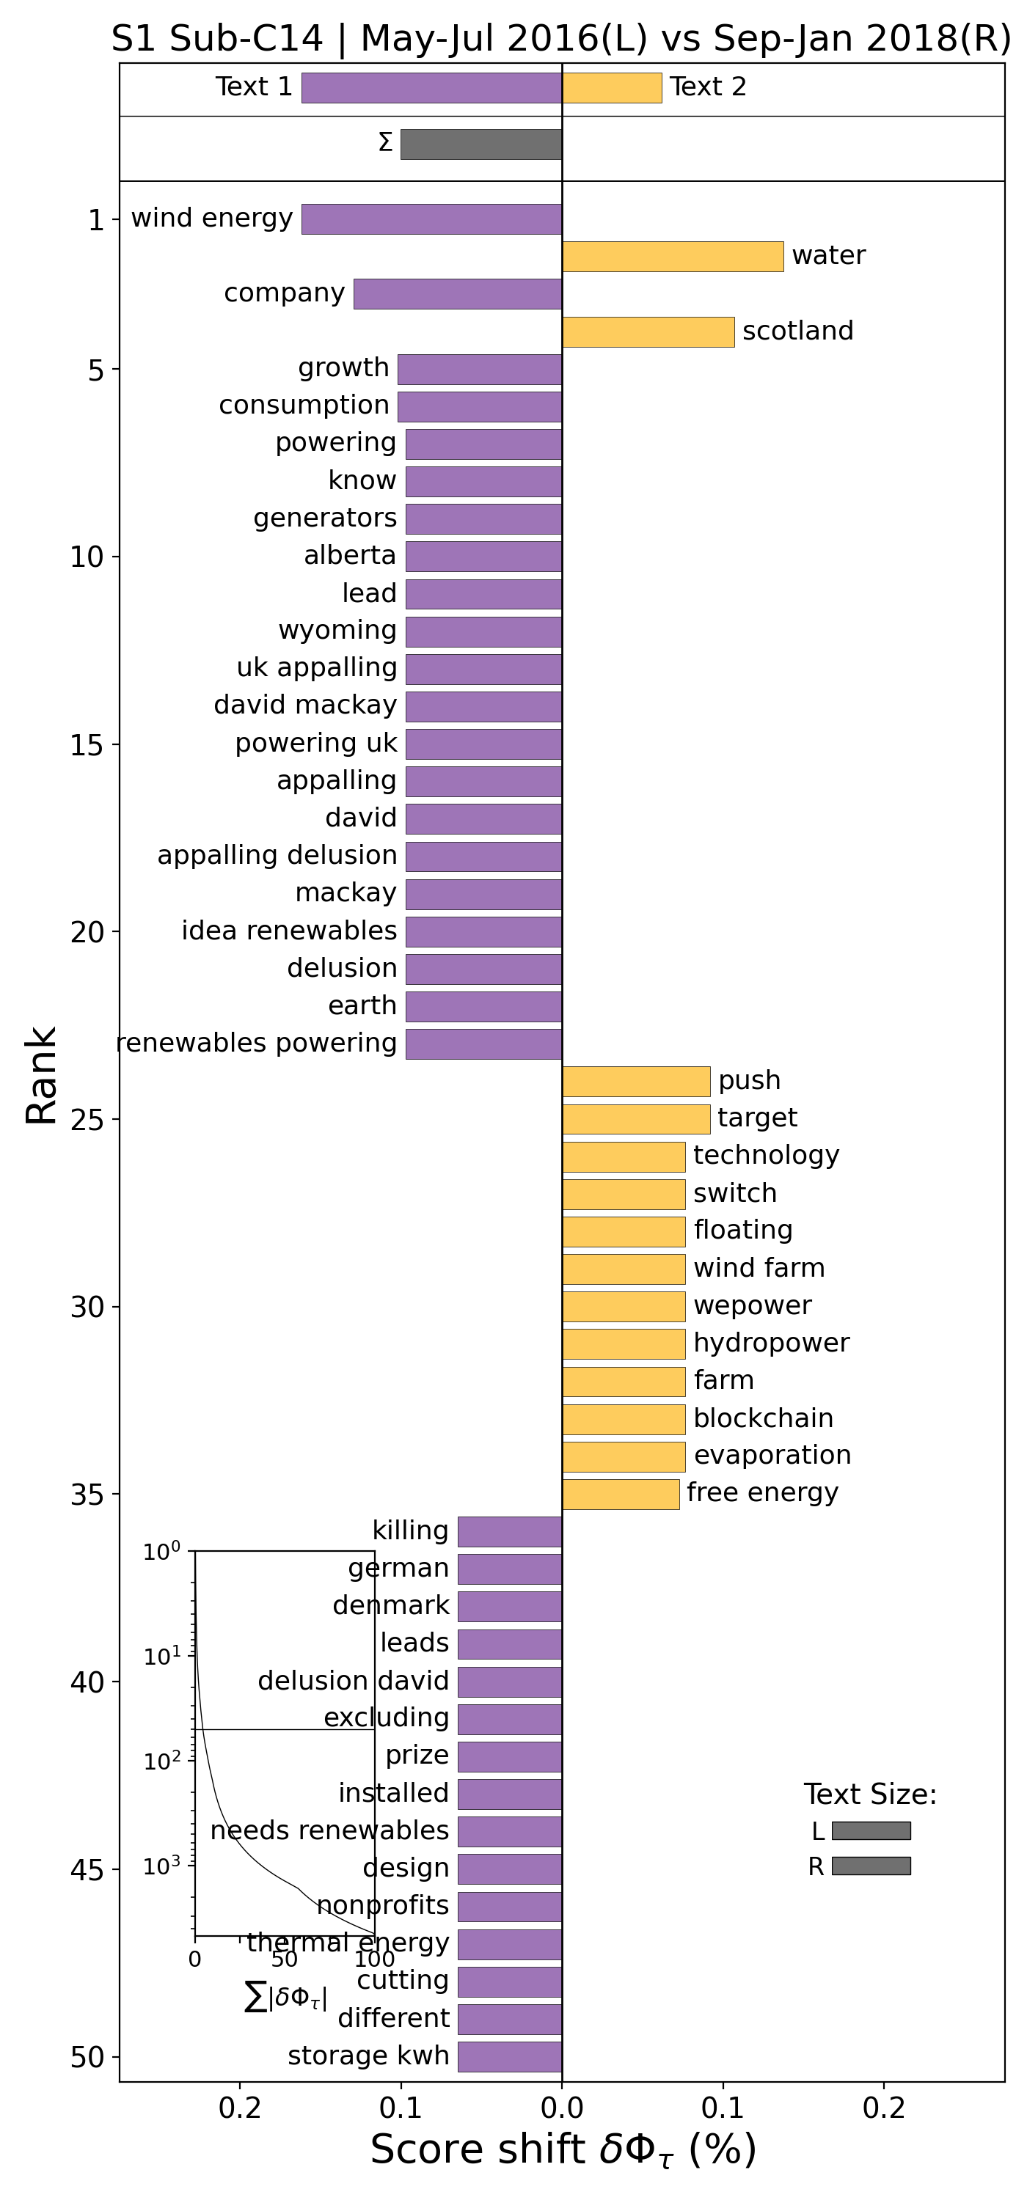 S1 Sub-C14 | May-Jul 2016(L) vs Sep-Jan 2018(R)
Text 1
Text 2
Σ
1
wind energy
water
company
scotland
5
growth
consumption
powering
know
generators
10
alberta
lead
wyoming
uk appalling
david mackay
15
powering uk
appalling
david
appalling delusion
mackay
20
idea renewables
delusion
earth
renewables powering
push
25
target
technology
switch
floating
wind farm
30
wepower
hydropower
farm
blockchain
evaporation
35
free energy
killing
german
denmark
leads
40
delusion david
excluding
prize
installed
needs renewables
45
design
nonprofits
thermal energy
cutting
different
50
storage kwh
Rank
10⁰
10¹
10²
10³
0 50 100
∑|δΦτ|
Text Size:
L
R
0.2 0.1 0.0 0.1 0.2
Score shift δΦτ (%)